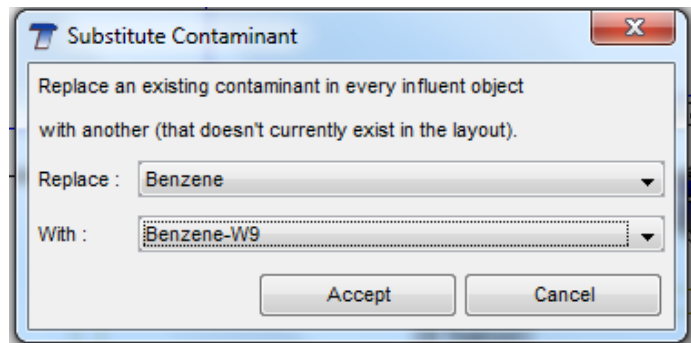 Substitute Contaminant
Replace an existing contaminant in every influent object
with another (that doesn't currently exist in the layout).
Replace : Benzene
With : Benzene-W9
Accept Cancel